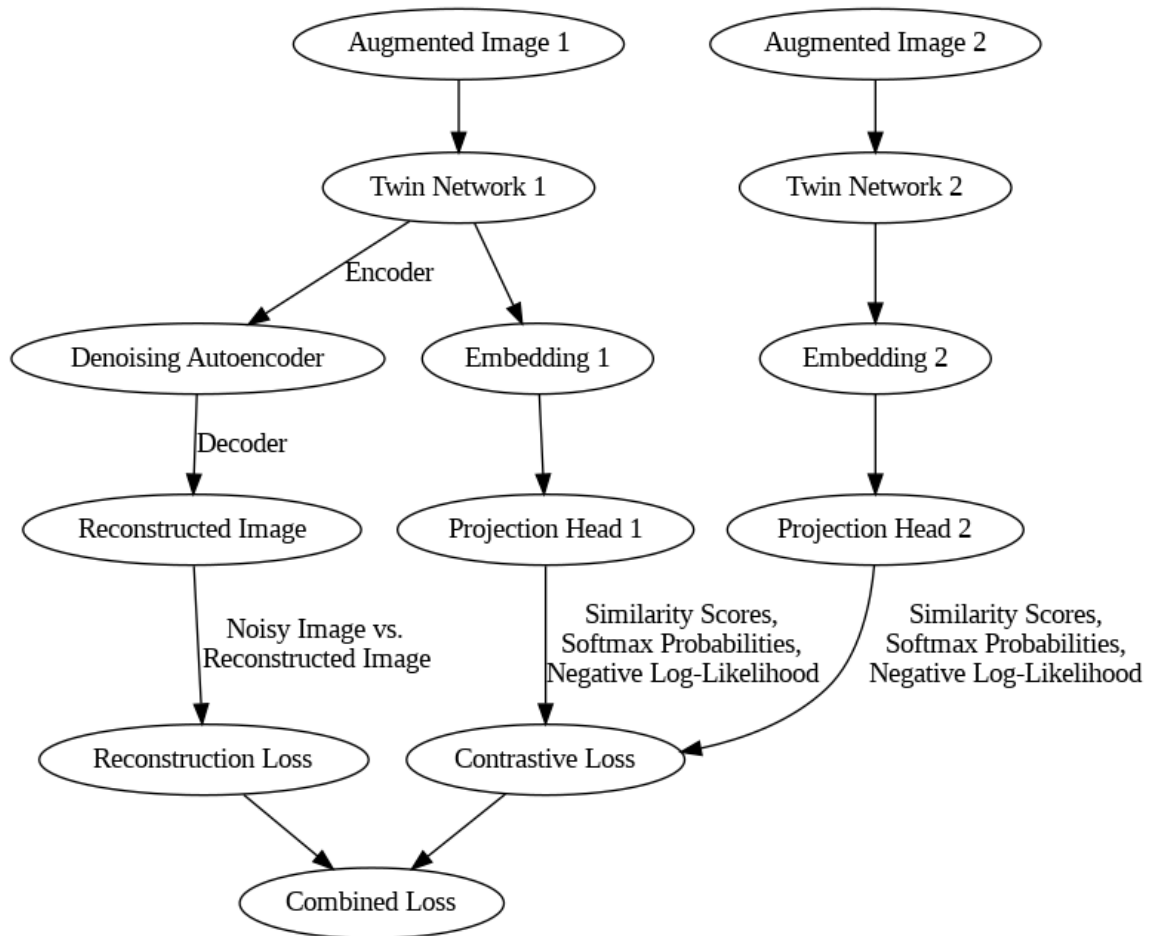 Augmented Image 1
Augmented Image 2
Twin Network 1
Twin Network 2
Encoder
Denoising Autoencoder
Embedding 1
Embedding 2
Decoder
Reconstructed Image
Projection Head 1
Projection Head 2
Noisy Image vs.
Reconstructed Image
Similarity Scores,
Softmax Probabilities,
Negative Log-Likelihood
Similarity Scores,
Softmax Probabilities,
Negative Log-Likelihood
Reconstruction Loss
Contrastive Loss
Combined Loss